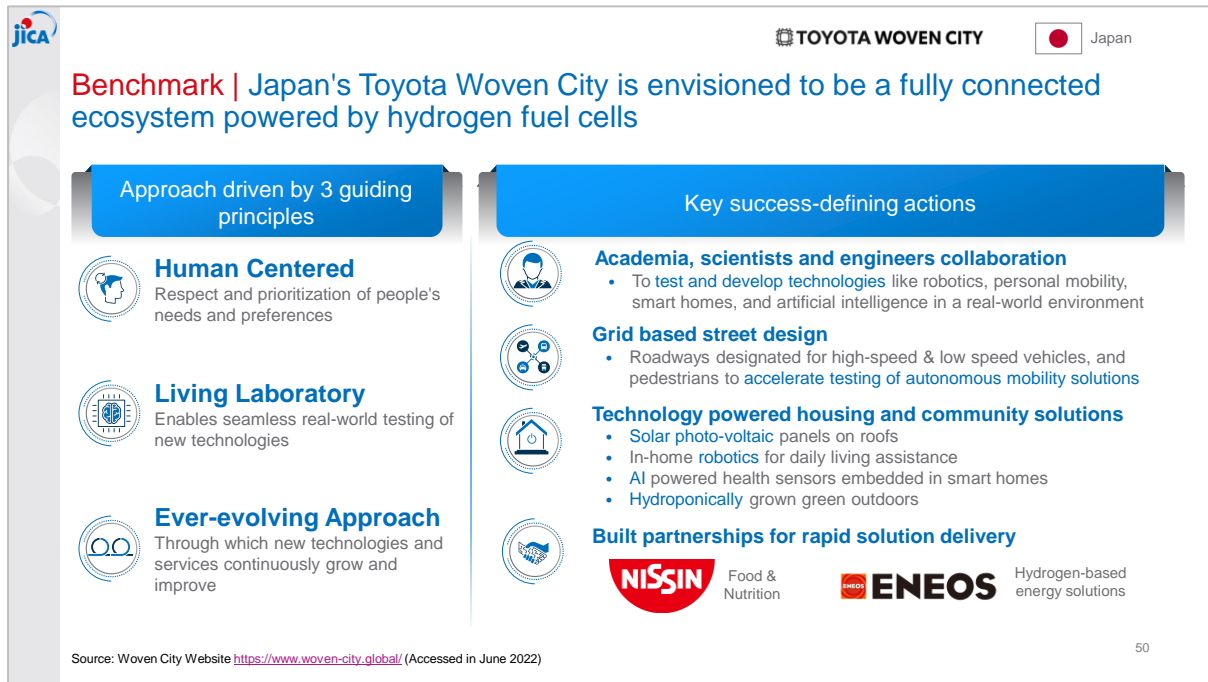 jICA
TOYOTA WOVEN CITY
Japan
Benchmark | Japan's Toyota Woven City is envisioned to be a fully connected
ecosystem powered by hydrogen fuel cells
Approach driven by 3 guiding
principles
Human Centered
Respect and prioritization of people's
needs and preferences
Living Laboratory
Enables seamless real-world testing of
new technologies
Ever-evolving Approach
Through which new technologies and
services continuously grow and
improve
Key success-defining actions
Academia, scientists and engineers collaboration
• To test and develop technologies like robotics, personal mobility,
smart homes, and artificial intelligence in a real-world environment
Grid based street design
• Roadways designated for high-speed & low speed vehicles, and
pedestrians to accelerate testing of autonomous mobility solutions
Technology powered housing and community solutions
• Solar photo-voltaic panels on roofs
• In-home robotics for daily living assistance
• AI powered health sensors embedded in smart homes
• Hydroponically grown green outdoors
Built partnerships for rapid solution delivery
NISSIN
Food &
Nutrition
ENEOS
ENEOS
Hydrogen-based
energy solutions
Source: Woven City Website https://www.woven-city.global/ (Accessed in June 2022)
50